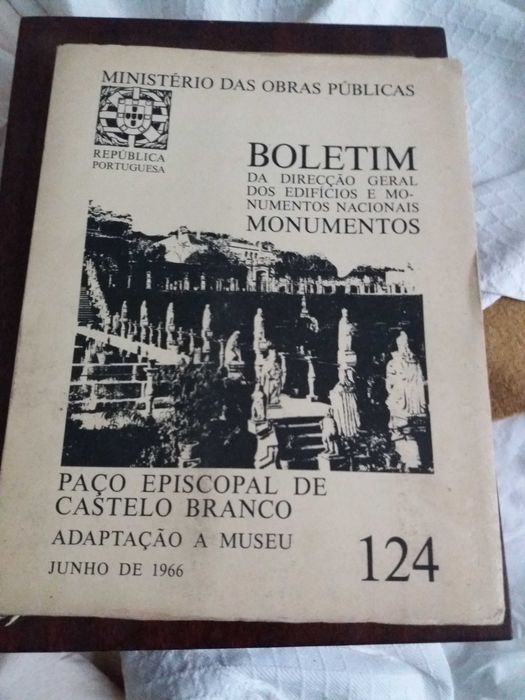 MINISTÉRIO DAS OBRAS PÚBLICAS
REPÚBLICA
PORTUGUESA
BOLETIM
DA DIRECÇÃO GERAL
DOS EDIFÍCIOS E MO-
NUMENTOS NACIONAIS
MONUMENTOS
PAÇO EPISCOPAL DE
CASTELO BRANCO
ADAPTAÇÃO A MUSEU
JUNHO DE 1966
124